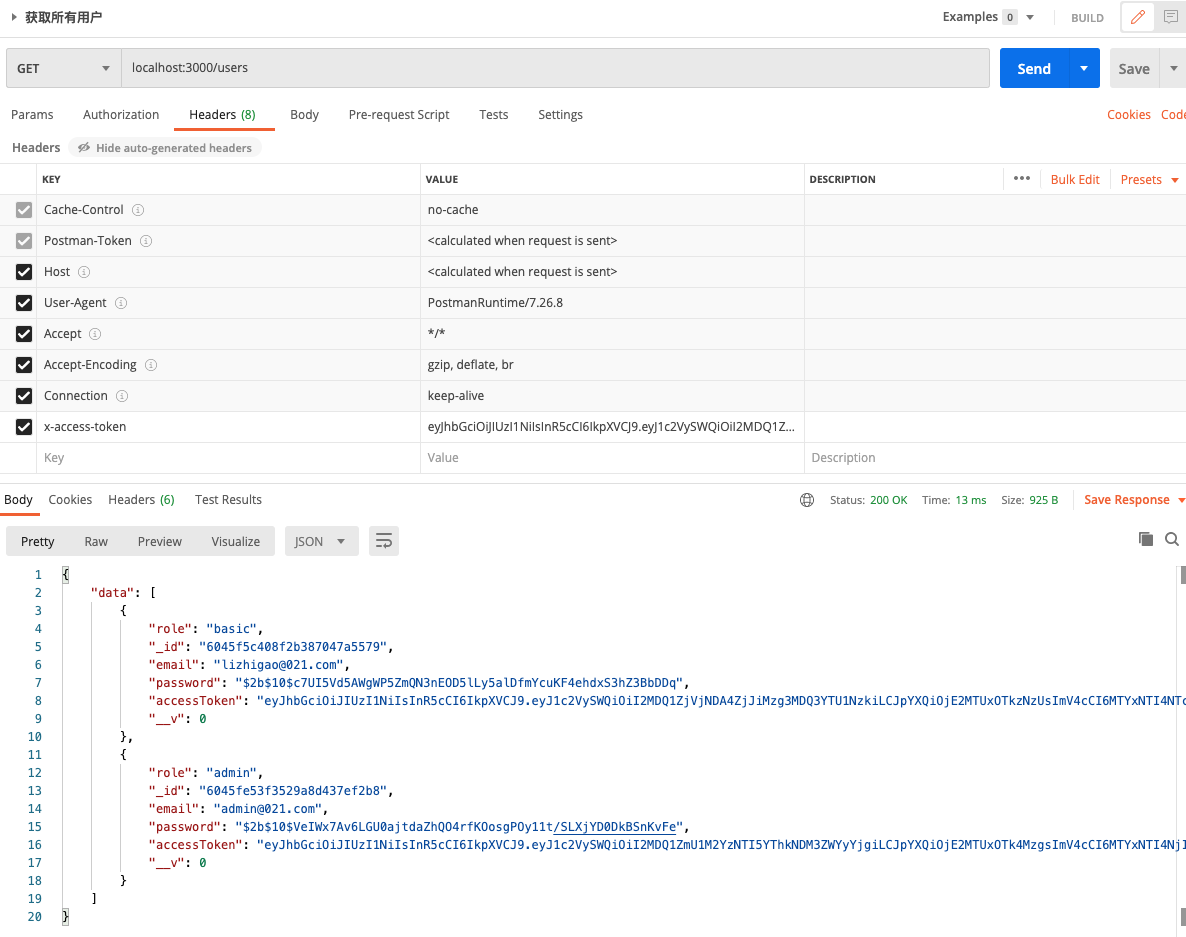 获取所有用户
Examples 0 BUILD
GET localhost:3000/users Send Save
Params Authorization Headers (8) Body Pre-request Script Tests Settings Cookies Code
Headers Hide auto-generated headers
KEY VALUE DESCRIPTION ••• Bulk Edit Presets
Cache-Control no-cache
Postman-Token <calculated when request is sent>
Host <calculated when request is sent>
User-Agent PostmanRuntime/7.26.8
Accept */*
Accept-Encoding gzip, deflate, br
Connection keep-alive
x-access-token eyJhbGciOiJIUzI1NiIsInR5cCI6IkpXVCJ9.eyJ1c2VySWQiOiI2MDQ1Z...
Key Value Description
Body Cookies Headers (6) Test Results Status: 200 OK Time: 13 ms Size: 925 B Save Response
Pretty Raw Preview Visualize JSON
1 {
2 "data": [
3 {
4 "role": "basic",
5 "_id": "6045f5c408f2b387047a5579",
6 "email": "lizhigao@021.com",
7 "password": "$2b$10$c7UI5Vd5AWgWP5ZmQN3nEOD5lLy5alDfmYcuKF4ehdxS3hZ3BbDDq",
8 "accessToken": "eyJhbGciOiJIUzI1NiIsInR5cCI6IkpXVCJ9.eyJ1c2VySWQiOiI2MDQ1ZjVjNDA4ZjJiMzg3MDQ3YTU1NzkiLCJpYXQiOjE2MTUxOTkzNzUsImV4cCI6MTYxNTI4NTc
9 "__v": 0
10 },
11 {
12 "role": "admin",
13 "_id": "6045fe53f3529a8d437ef2b8",
14 "email": "admin@021.com",
15 "password": "$2b$10$VeIWx7Av6LGU0ajtdaZhQO4rfKOosgPOy11t/SLXjYD0DkBSnKvFe",
16 "accessToken": "eyJhbGciOiJIUzI1NiIsInR5cCI6IkpXVCJ9.eyJ1c2VySWQiOiI2MDQ1ZmU1M2YzNTI5YThkNDM3ZWYyYjgiLCJpYXQiOjE2MTUxOTk4MzgsImV4cCI6MTYxNTI4NjI
17 "__v": 0
18 }
19 ]
20 }